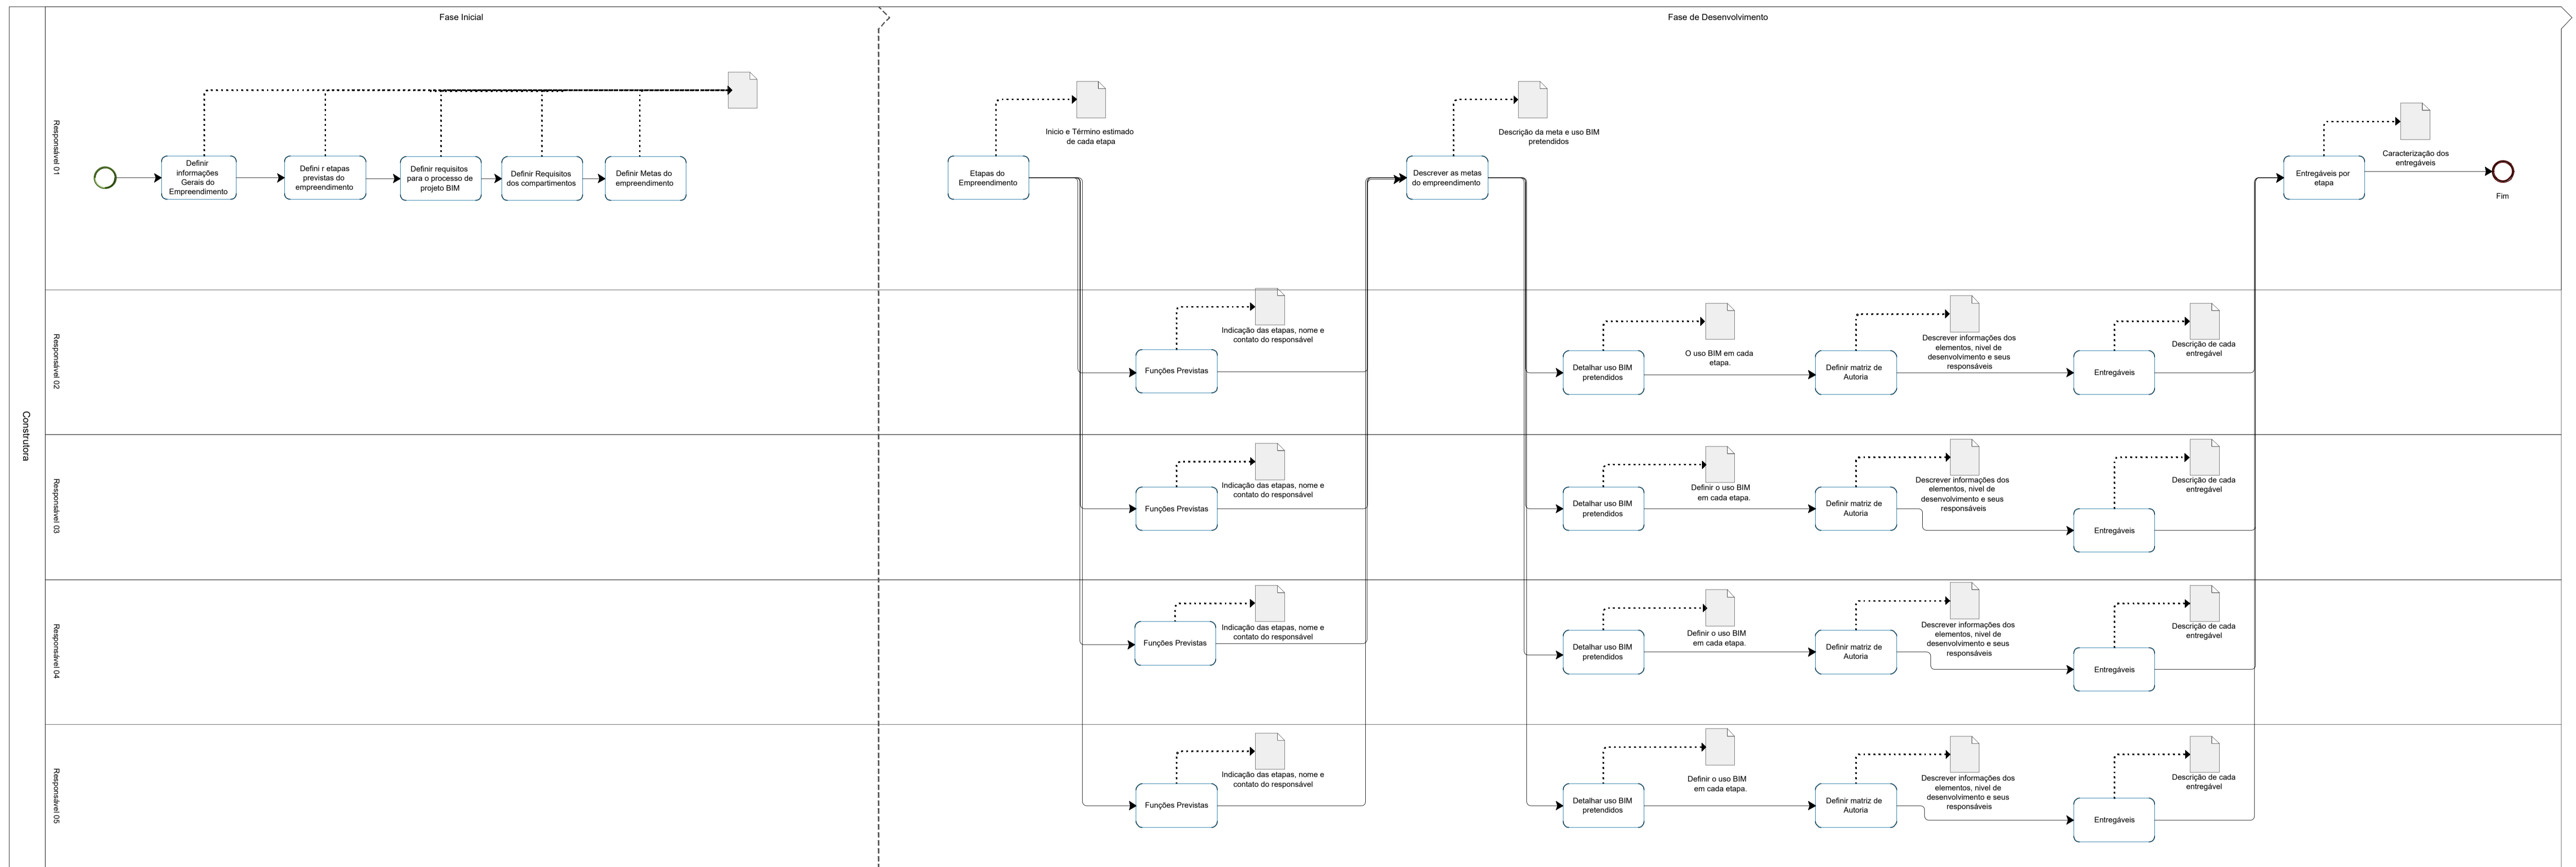 Fase Inicial
Fase de Desenvolvimento
Construtora
Responsável 01
Definir
informações
Gerais do
Empreendimento
Defini r etapas
previstas do
empreendimento
Definir requisitos
para o processo de
projeto BIM
Definir Requisitos
dos compartimentos
Definir Metas do
empreendimento
Etapas do
Empreendimento
Inicio e Término estimado
de cada etapa
Descrever as metas
do empreendimento
Descrição da meta e uso BIM
pretendidos
Entregáveis por
etapa
Caracterização dos
entregáveis
Fim
Responsável 02
Funções Previstas
Indicação das etapas, nome e
contato do responsável
Detalhar uso BIM
pretendidos
O uso BIM em cada
etapa.
Definir matriz de
Autoria
Descrever informações dos
elementos, nivel de
desenvolvimento e seus
responsáveis
Entregáveis
Descrição de cada
entregável
Responsável 03
Funções Previstas
Indicação das etapas, nome e
contato do responsável
Detalhar uso BIM
pretendidos
Definir o uso BIM
em cada etapa.
Definir matriz de
Autoria
Descrever informações dos
elementos, nivel de
desenvolvimento e seus
responsáveis
Entregáveis
Descrição de cada
entregável
Responsável 04
Funções Previstas
Indicação das etapas, nome e
contato do responsável
Detalhar uso BIM
pretendidos
Definir o uso BIM
em cada etapa.
Definir matriz de
Autoria
Descrever informações dos
elementos, nivel de
desenvolvimento e seus
responsáveis
Entregáveis
Descrição de cada
entregável
Responsável 05
Funções Previstas
Indicação das etapas, nome e
contato do responsável
Detalhar uso BIM
pretendidos
Definir o uso BIM
em cada etapa.
Definir matriz de
Autoria
Descrever informações dos
elementos, nivel de
desenvolvimento e seus
responsáveis
Entregáveis
Descrição de cada
entregável